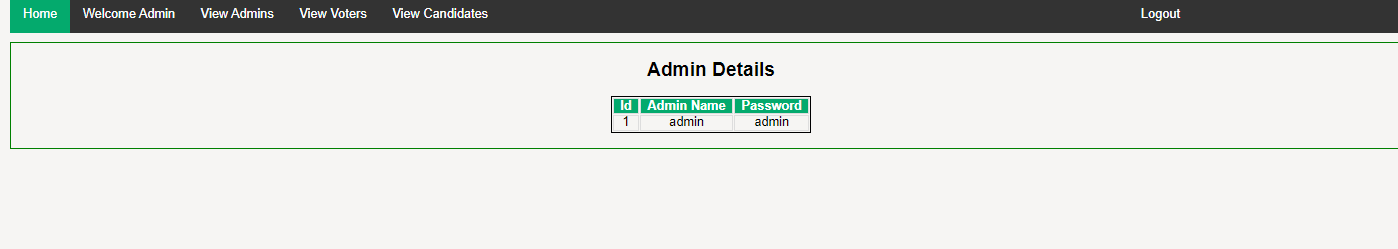 Home Welcome Admin View Admins View Voters View Candidates Logout
Admin Details
Id Admin Name Password
1 admin admin